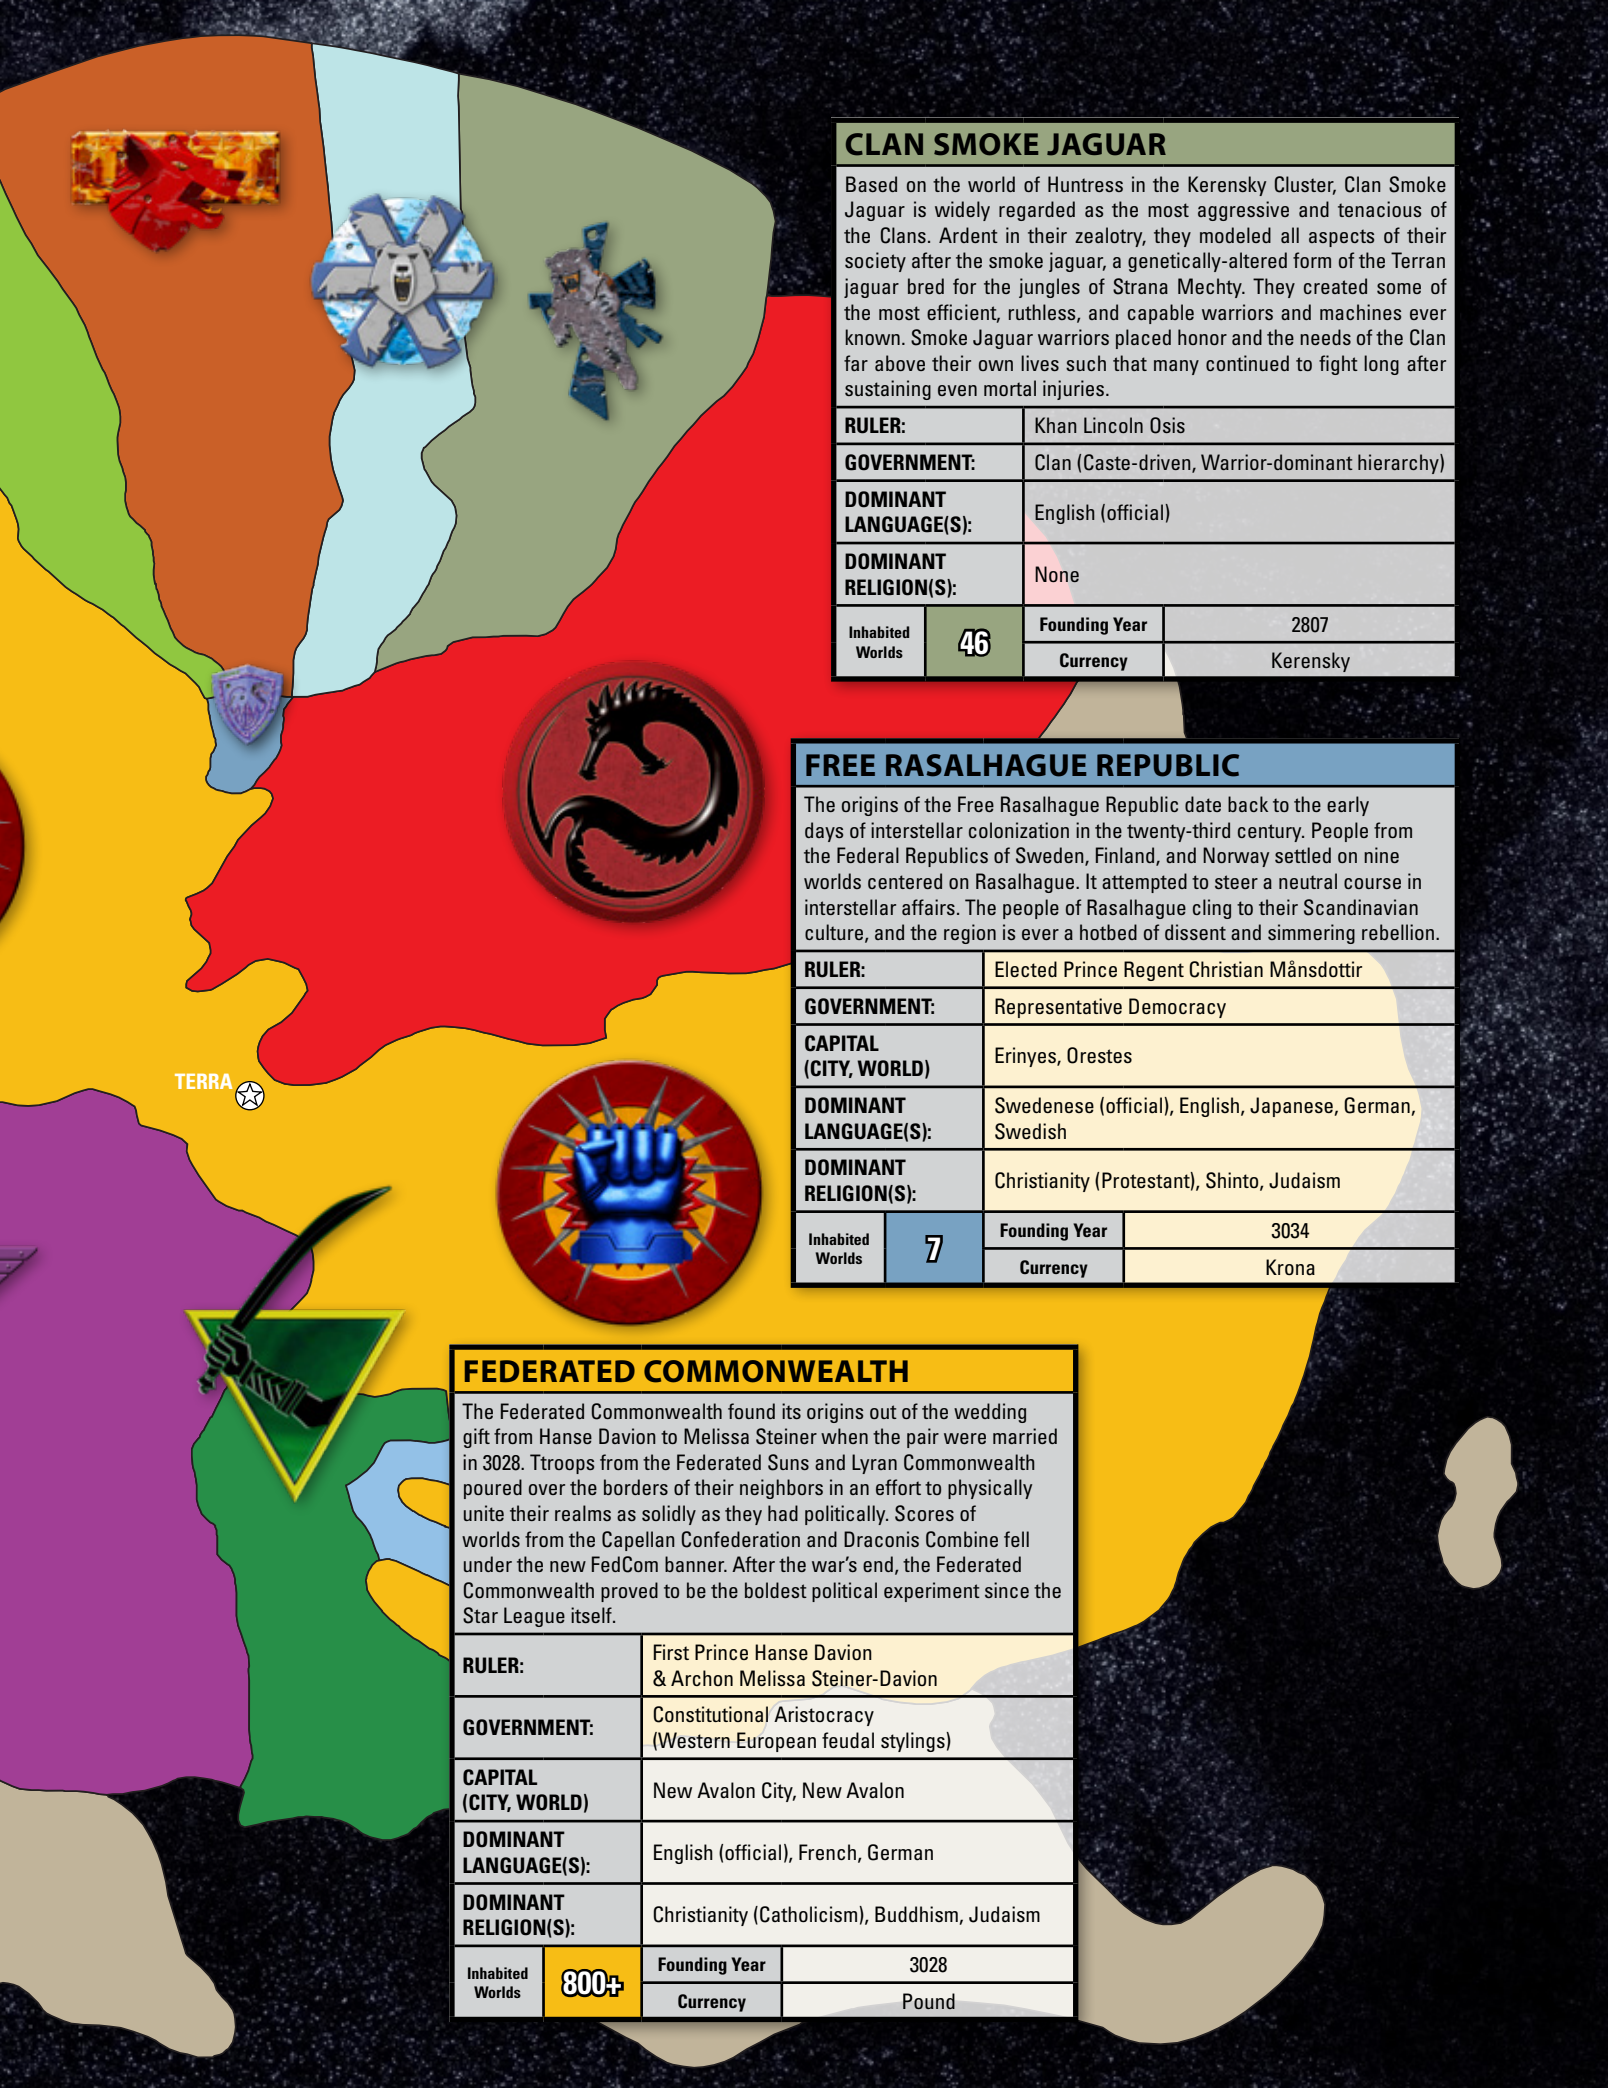 CLAN SMOKE JAGUAR
Based on the world of Huntress in the Kerensky Cluster, Clan Smoke
Jaguar is widely regarded as the most aggressive and tenacious of
the Clans. Ardent in their zealotry, they modeled all aspects of their
society after the smoke jaguar, a genetically-altered form of the Terran
jaguar bred for the jungles of Strana Mechty. They created some of
the most efficient, ruthless, and capable warriors and machines ever
known. Smoke Jaguar warriors placed honor and the needs of the Clan
far above their own lives such that many continued to fight long after
sustaining even mortal injuries.
RULER:
Khan Lincoln Osis
GOVERNMENT:
Clan (Caste-driven, Warrior-dominant hierarchy)
DOMINANT
LANGUAGE(S):
English (official)
DOMINANT
RELIGION(S):
None
Inhabited
Worlds
46
Founding Year
2807
Currency
Kerensky
FREE RASALHAGUE REPUBLIC
The origins of the Free Rasalhague Republic date back to the early
days of interstellar colonization in the twenty-third century. People from
the Federal Republics of Sweden, Finland, and Norway settled on nine
worlds centered on Rasalhague. It attempted to steer a neutral course in
interstellar affairs. The people of Rasalhague cling to their Scandinavian
culture, and the region is ever a hotbed of dissent and simmering rebellion.
RULER:
Elected Prince Regent Christian Månsdottir
GOVERNMENT:
Representative Democracy
CAPITAL
(CITY, WORLD)
Erinyes, Orestes
DOMINANT
LANGUAGE(S):
Swedenese (official), English, Japanese, German,
Swedish
DOMINANT
RELIGION(S):
Christianity (Protestant), Shinto, Judaism
Inhabited
Worlds
7
Founding Year
3034
Currency
Krona
TERRA
FEDERATED COMMONWEALTH
The Federated Commonwealth found its origins out of the wedding
gift from Hanse Davion to Melissa Steiner when the pair were married
in 3028. Ttroops from the Federated Suns and Lyran Commonwealth
poured over the borders of their neighbors in an effort to physically
unite their realms as solidly as they had politically. Scores of
worlds from the Capellan Confederation and Draconis Combine fell
under the new FedCom banner. After the war's end, the Federated
Commonwealth proved to be the boldest political experiment since the
Star League itself.
RULER:
First Prince Hanse Davion
& Archon Melissa Steiner-Davion
GOVERNMENT:
Constitutional Aristocracy
(Western European feudal stylings)
CAPITAL
(CITY, WORLD)
New Avalon City, New Avalon
DOMINANT
LANGUAGE(S):
English (official), French, German
DOMINANT
RELIGION(S):
Christianity (Catholicism), Buddhism, Judaism
Inhabited
Worlds
800+
Founding Year
3028
Currency
Pound